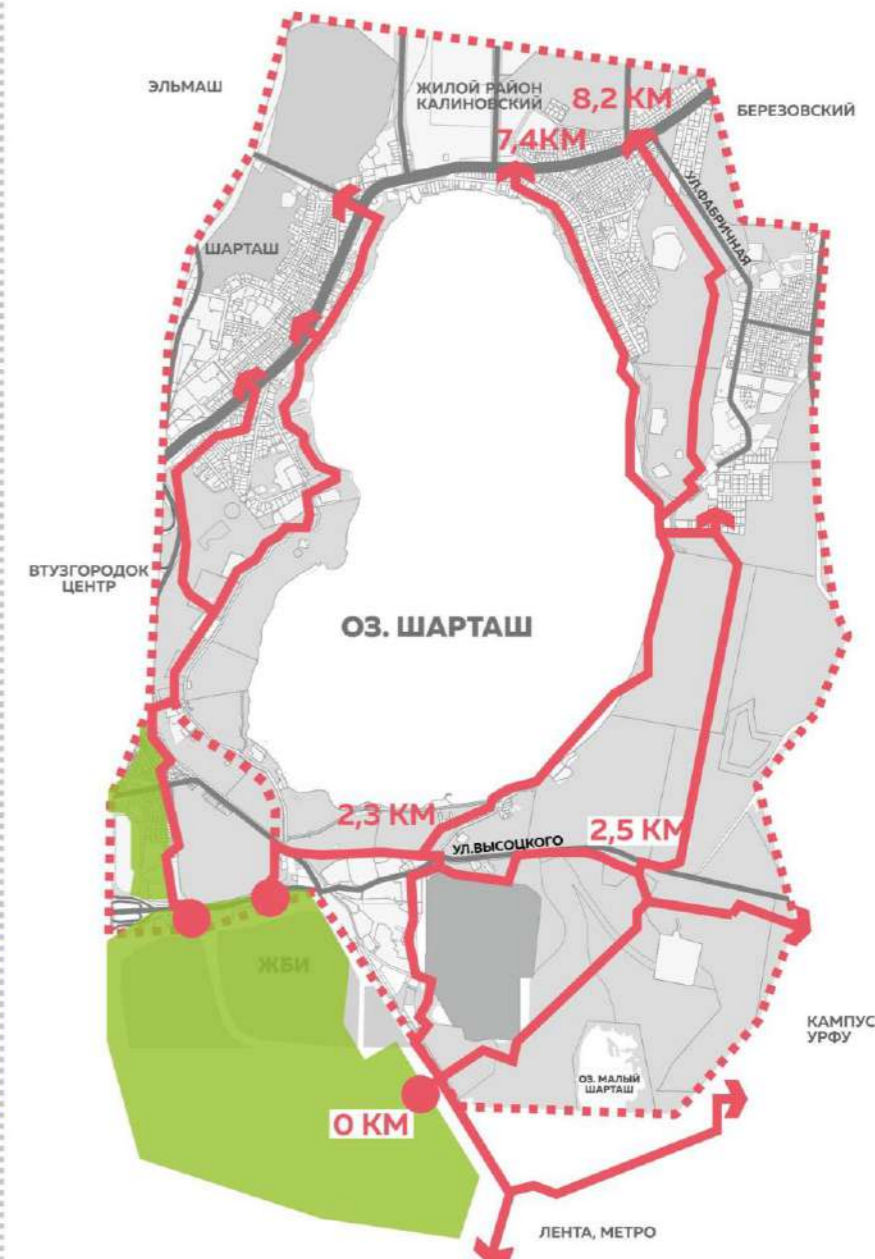 ЭЛЬМАШ
ЖИЛОЙ РАЙОН
КАЛИНОВСКИЙ
8,2 КМ
БЕРЕЗОВСКИЙ
7,4КМ
УЛ.ФАБРИЧНАЯ
ШАРТАШ
ВТУЗГОРОДОК
ЦЕНТР
ОЗ. ШАРТАШ
2,3 КМ
УЛ.ВЫСОЦКОГО
2,5 КМ
ЖБИ
КАМПУС
УРФУ
ОЗ. МАЛЫЙ
ШАРТАШ
0 КМ
ЛЕНТА, МЕТРО